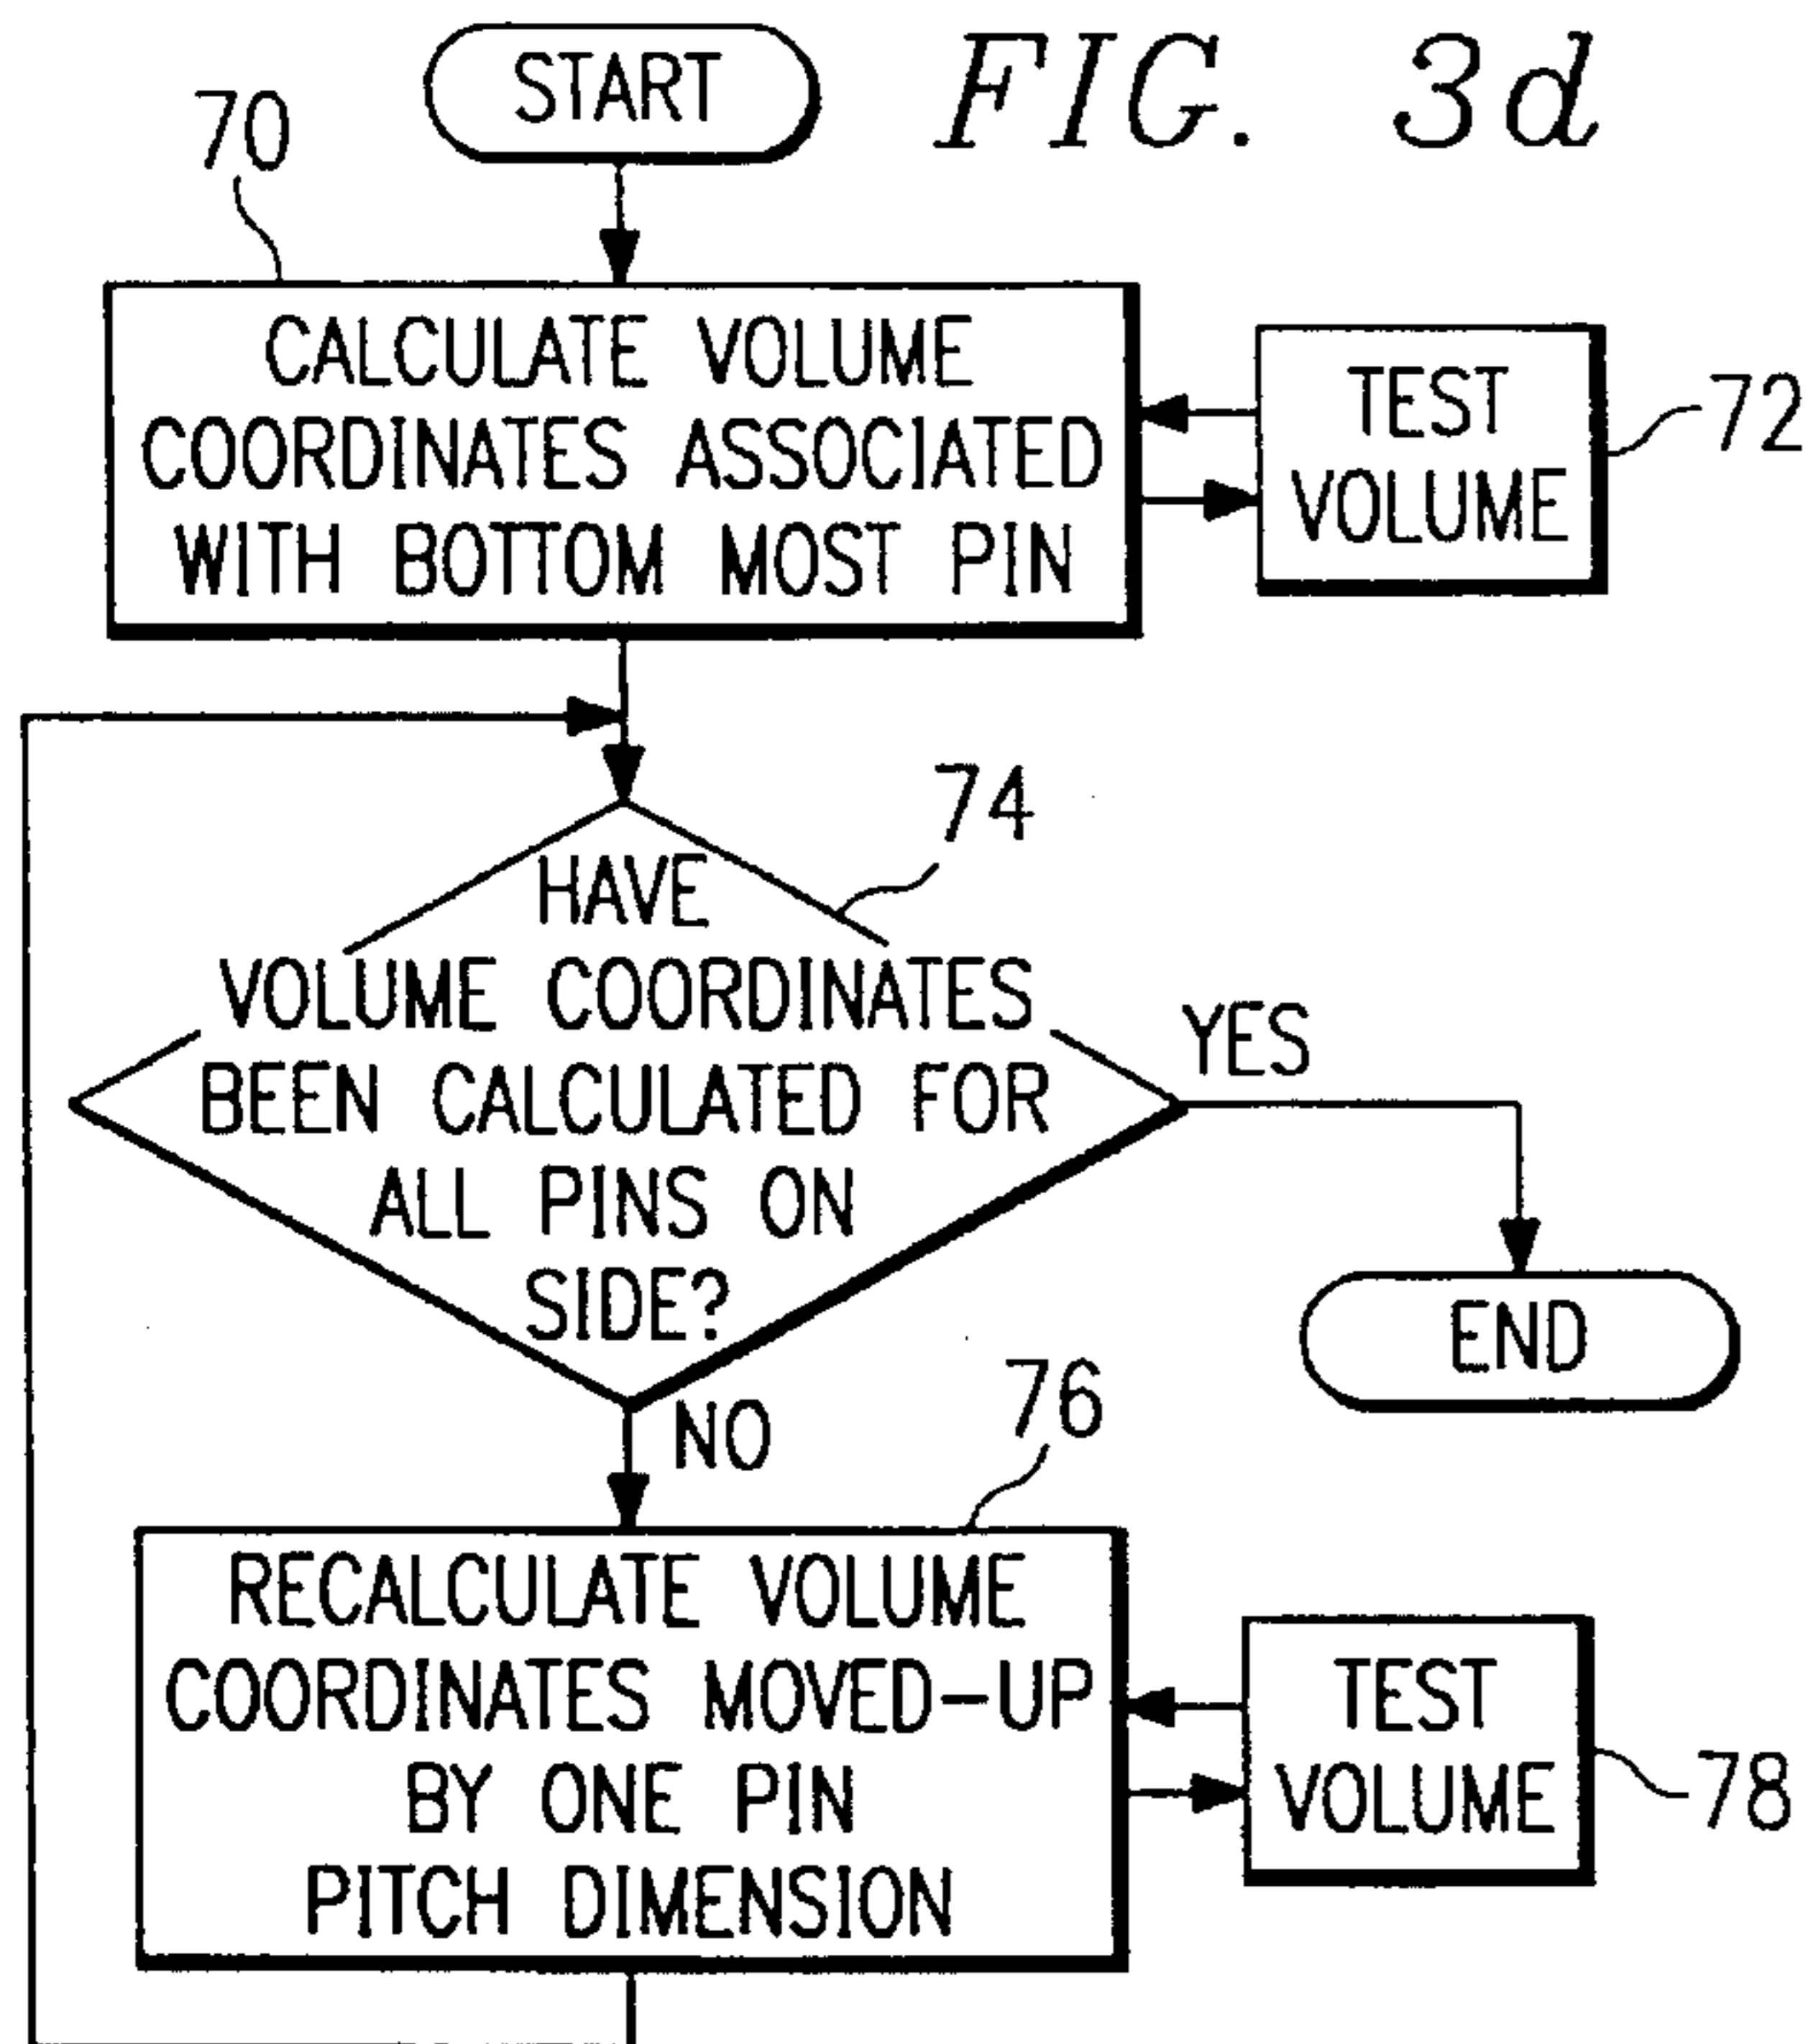 START
FIG. 3d
70
CALCULATE VOLUME
COORDINATES ASSOCIATED
WITH BOTTOM MOST PIN
TEST
VOLUME
72
74
HAVE
VOLUME COORDINATES
BEEN CALCULATED FOR
ALL PINS ON
SIDE?
YES
END
NO
76
RECALCULATE VOLUME
COORDINATES MOVED-UP
BY ONE PIN
PITCH DIMENSION
TEST
VOLUME
78